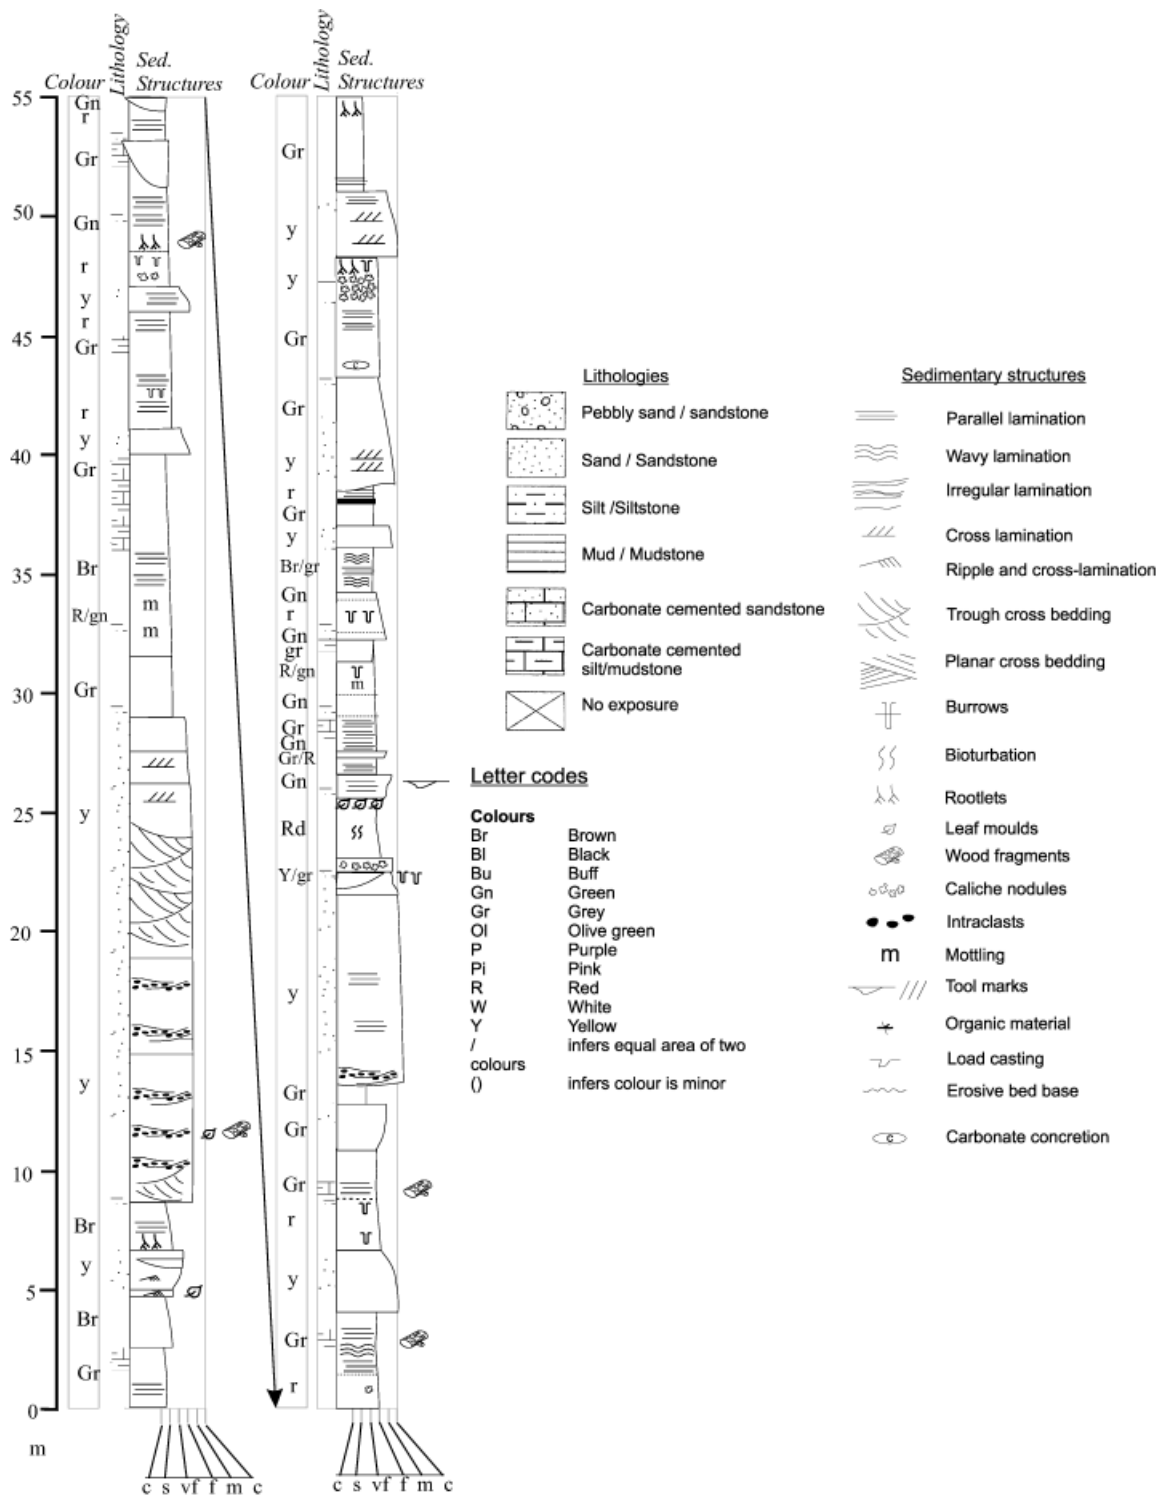 Colour Lithology Sed. Structures
Colour Lithology Sed. Structures
55
50
45
40
35
30
25
20
15
10
5
0
m
Gn
r
Gr
Gn
r
y
r
Gr
r
y
Gr
Br
R/gn
Gr
y
y
Br
y
Br
Gr
m
m
c s vf f m c
Gr
y
y
Gr
c
Gr
y
r
Gr
y
Br/gr
Gn
r
Gn
gr
R/gn
m
Gn
Gr
Gn
Gr/R
Gn
Rd
Y/gr
y
Gr
Gr
Gr
r
y
Gr
r
c s vf f m c
Lithologies
Pebbly sand / sandstone
Sand / Sandstone
Silt /Siltstone
Mud / Mudstone
Carbonate cemented sandstone
Carbonate cemented
silt/mudstone
No exposure
Letter codes
Colours
Br Brown
Bl Black
Bu Buff
Gn Green
Gr Grey
Ol Olive green
P Purple
Pi Pink
R Red
W White
Y Yellow
/ infers equal area of two
colours
() infers colour is minor
Sedimentary structures
Parallel lamination
Wavy lamination
Irregular lamination
Cross lamination
Ripple and cross-lamination
Trough cross bedding
Planar cross bedding
Burrows
Bioturbation
Rootlets
Leaf moulds
Wood fragments
Caliche nodules
Intraclasts
m Mottling
Tool marks
Organic material
Load casting
Erosive bed base
c Carbonate concretion